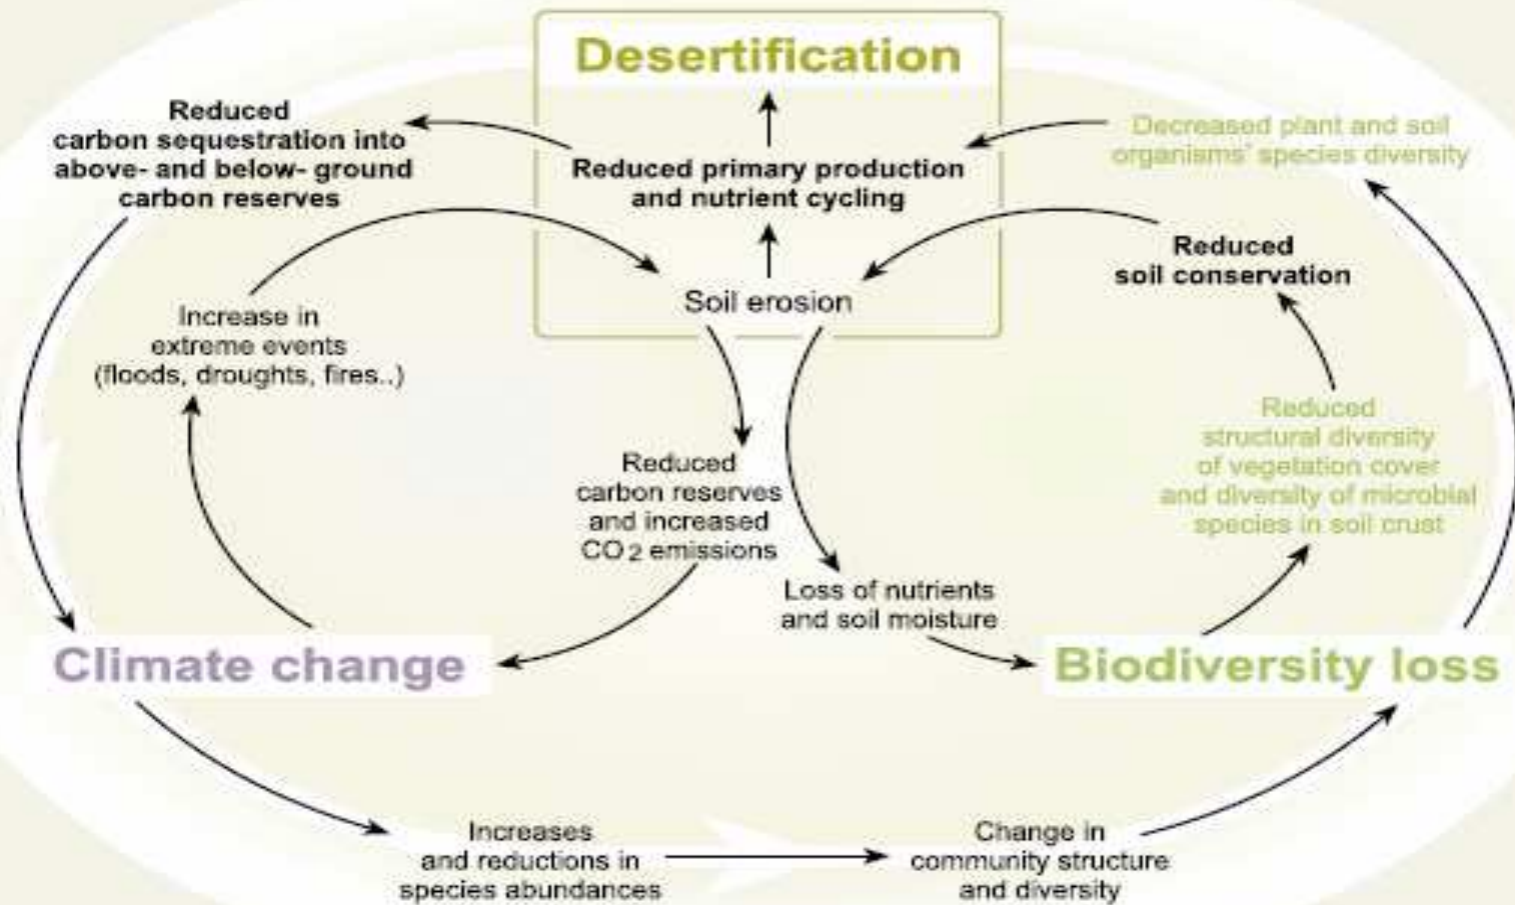 Desertification
Reduced
carbon sequestration into
above- and below- ground
carbon reserves
Reduced primary production
and nutrient cycling
Decreased plant and soil
organisms' species diversity
Reduced
soil conservation
Soil erosion
Increase in
extreme events
(floods, droughts, fires..)
Reduced
carbon reserves
and increased
CO2 emissions
Reduced
structural diversity
of vegetation cover
and diversity of microbial
species in soil crust
Loss of nutrients
and soil moisture
Climate change
Biodiversity loss
Increases
and reductions in
species abundances
Change in
community structure
and diversity